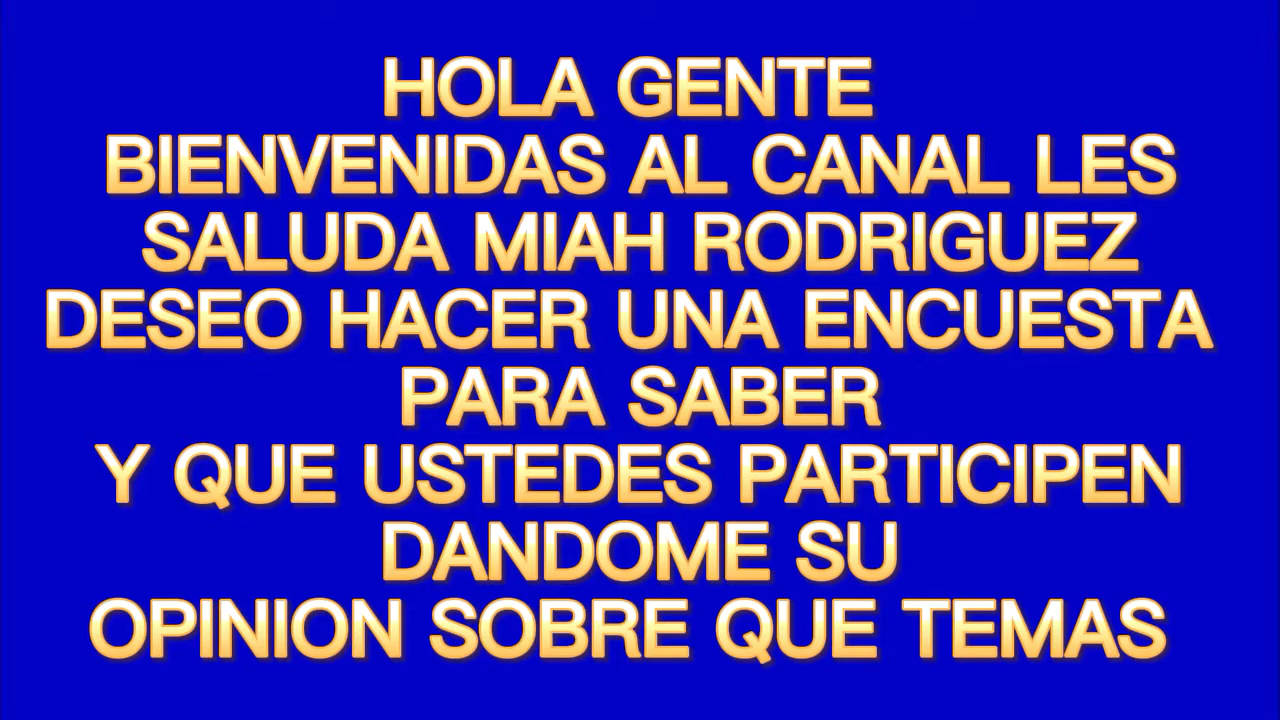 HOLA GENTE
BIENVENIDAS AL CANAL LES
SALUDA MIAH RODRIGUEZ
DESEO HACER UNA ENCUESTA
PARA SABER
Y QUE USTEDES PARTICIPEN
DANDOME SU
OPINION SOBRE QUE TEMAS